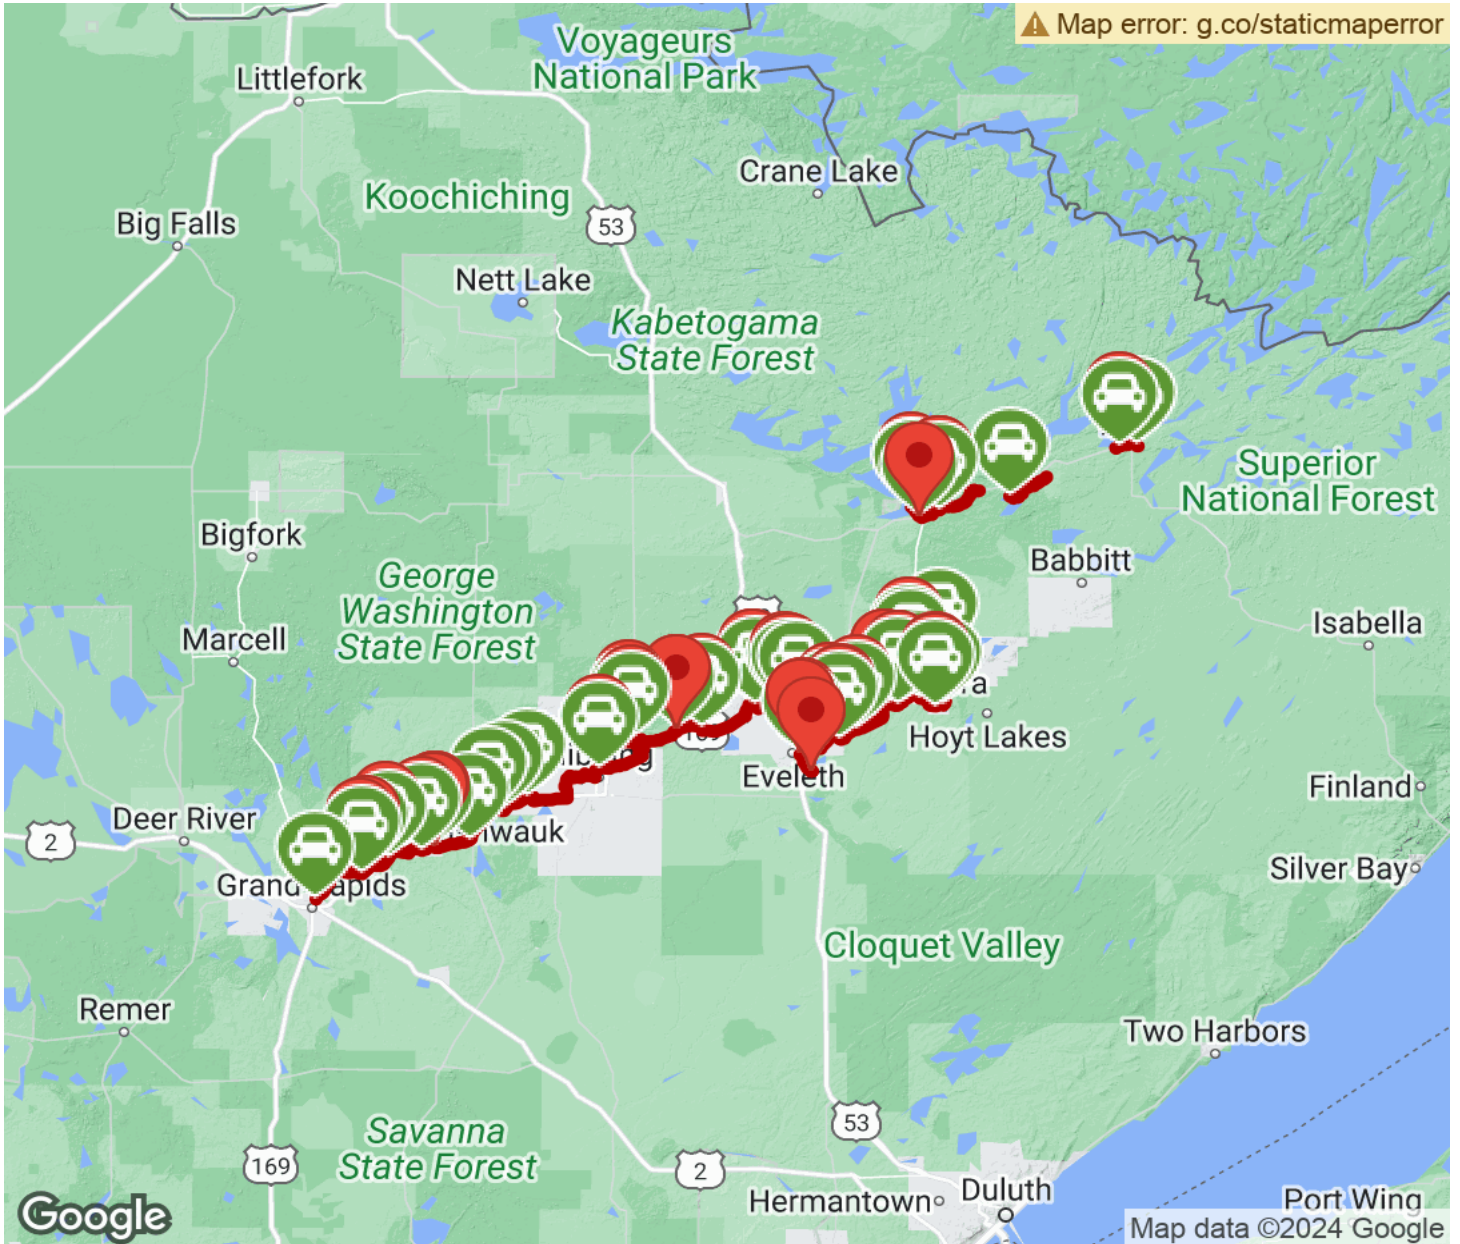 Map error: g.co/staticmaperror
Voyageurs
National Park
Littlefork
Crane Lake
Koochiching
53
Big Falls
Nett Lake
Kabetogama
State Forest
Superior
National Forest
Bigfork
Babbitt
George
Washington
State Forest
Isabella
Marcell
Hoyt Lakes
Eveleth
Finland
Deer River
2
Silver Bay
Cloquet Valley
Remer
Two Harbors
53
Savanna
State Forest
169
2
Duluth
Hermantown
Port Wing
Google
Map data ©2024 Google